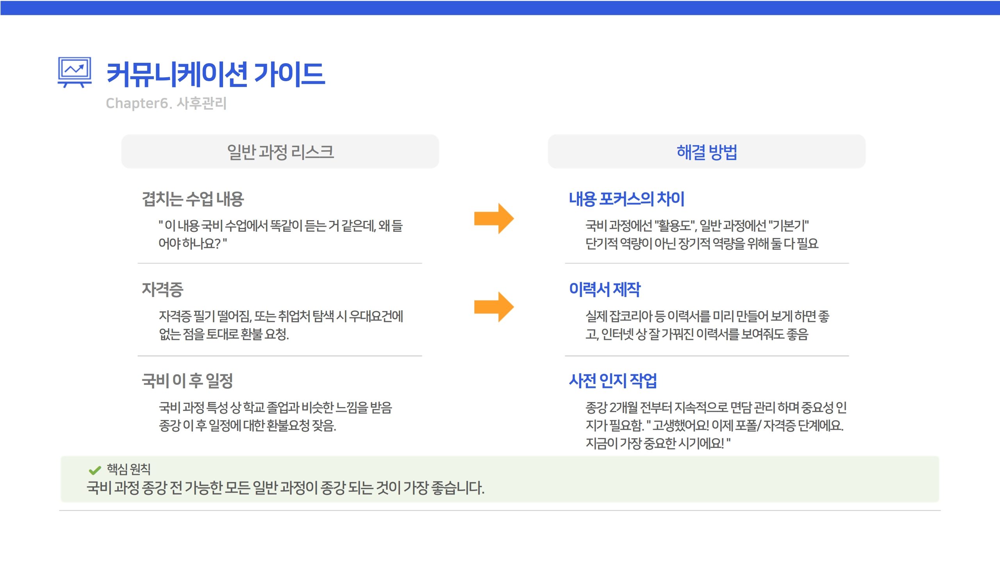 커뮤니케이션 가이드
Chapter6. 사후관리
일반 과정 리스크
해결 방법
겹치는 수업 내용
" 이 내용 국비 수업에서 똑같이 듣는 거 같은데, 왜 들
어야 하나요? "
내용 포커스의 차이
국비 과정에선 "활용도", 일반 과정에선 "기본기"
단기적 역량이 아닌 장기적 역량을 위해 둘 다 필요
자격증
자격증 필기 떨어짐, 또는 취업처 탐색 시 우대요건에
없는 점을 토대로 환불 요청.
이력서 제작
실제 잡코리아 등 이력서를 미리 만들어 보게 하면 좋
고, 인터넷 상 잘 가꿔진 이력서를 보여줘도 좋음
국비 이 후 일정
국비 과정 특성 상 학교 졸업과 비슷한 느낌을 받음
종강 이 후 일정에 대한 환불요청 잦음.
사전 인지 작업
종강 2개월 전부터 지속적으로 면담 관리 하며 중요성 인
지가 필요함. " 고생했어요! 이제 포폴/ 자격증 단계에요.
지금이 가장 중요한 시기에요! "
핵심 원칙
국비 과정 종강 전 가능한 모든 일반 과정이 종강 되는 것이 가장 좋습니다.